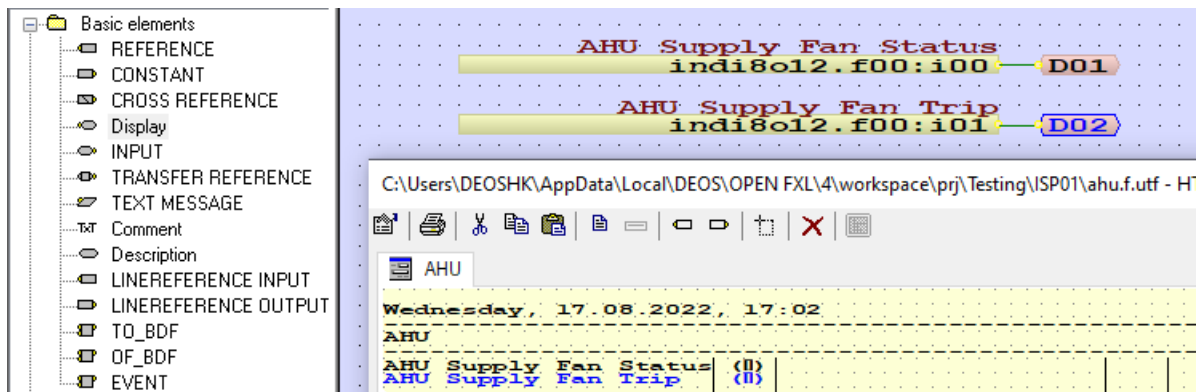 Basic elements
REFERENCE
CONSTANT
CROSS REFERENCE
Display
INPUT
TRANSFER REFERENCE
TEXT MESSAGE
TxT Comment
Description
LINEREFERENCE INPUT
LINEREFERENCE OUTPUT
TO_BDF
OF_BDF
EVENT
AHU Supply Fan Status
indi8o12.f00:i00 D01
AHU Supply Fan Trip
indi8o12.f00:i01 D02
C:\Users\DEOSHK\AppData\Local\DEOS\OPEN FXL\4\workspace\prj\Testing\ISP01\ahu.f.utf - HT
AHU
Wednesday, 17.08.2022, 17:02
AHU
AHU Supply Fan Status
AHU Supply Fan Trip